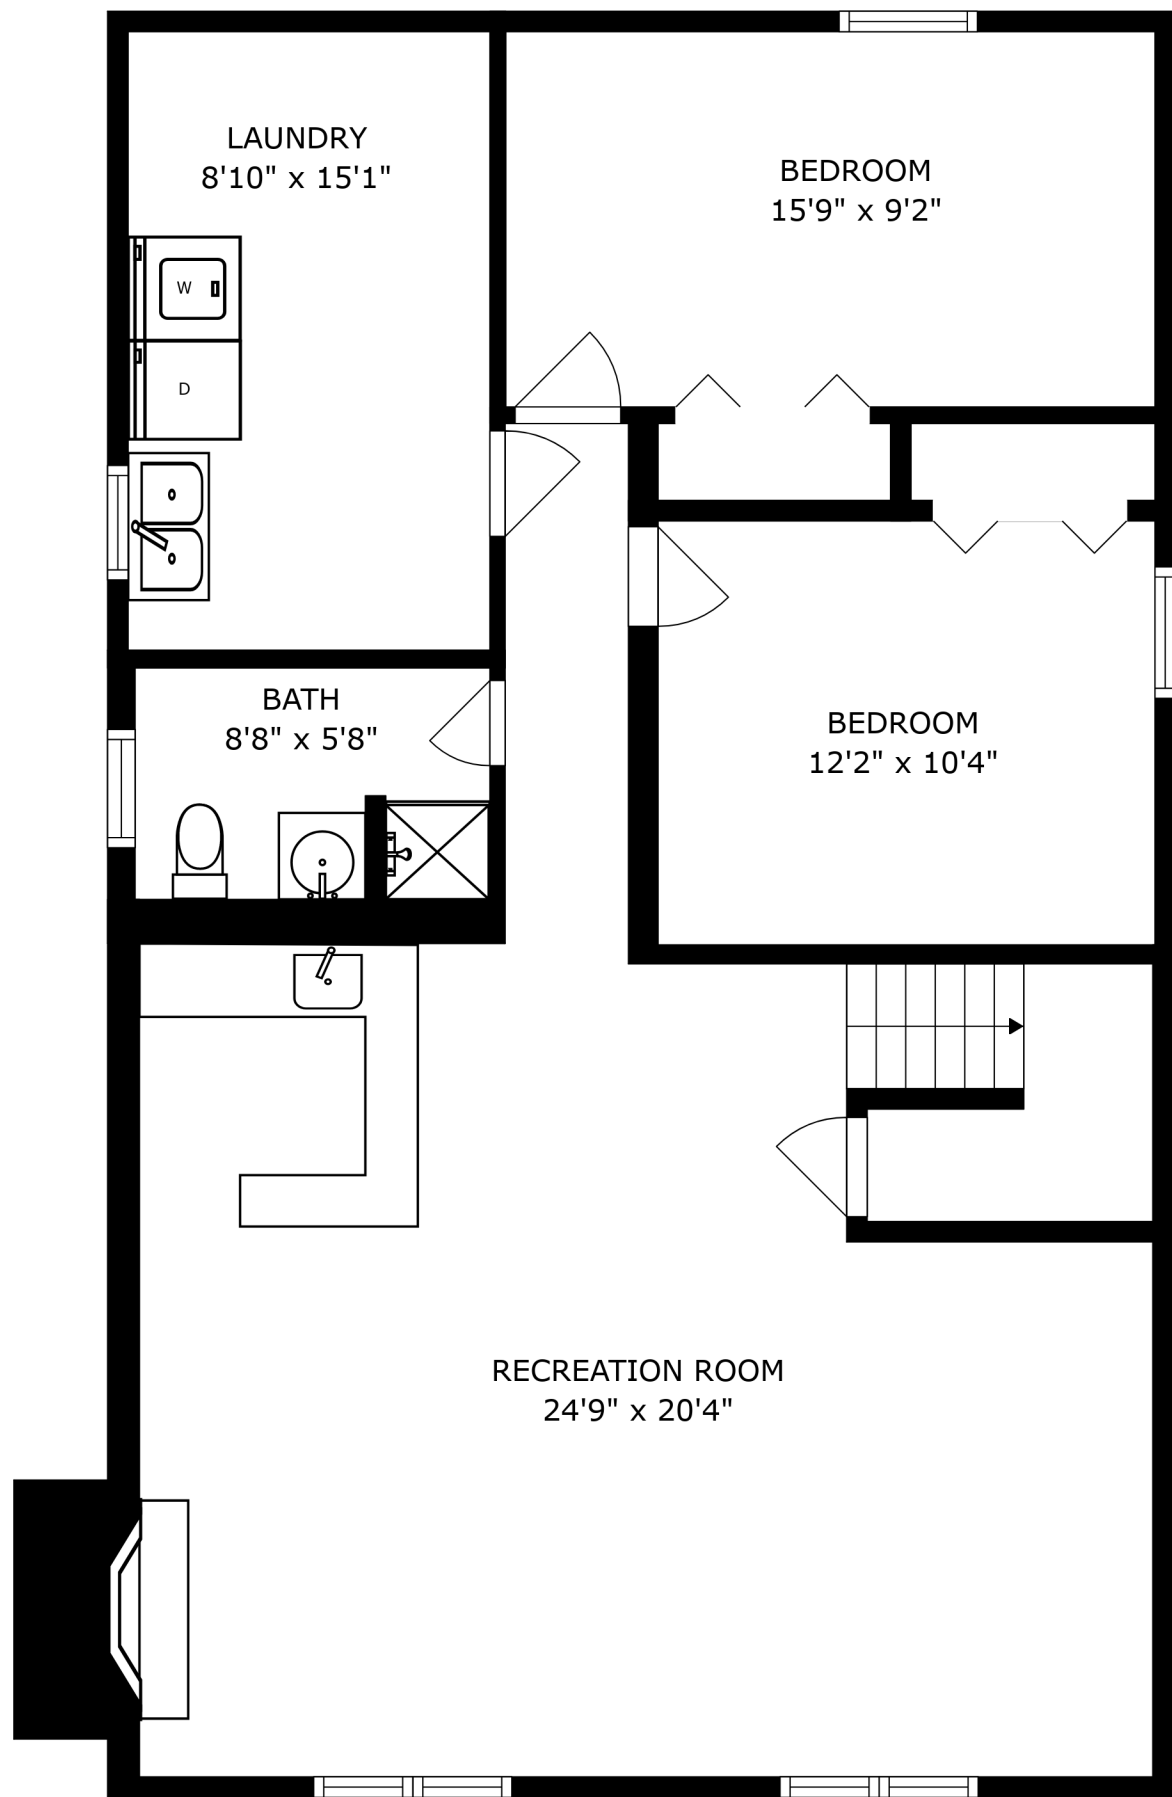 LAUNDRY
8'10" x 15'1"
BEDROOM
15'9" x 9'2"
W
D
BATH
8'8" x 5'8"
BEDROOM
12'2" x 10'4"
RECREATION ROOM
24'9" x 20'4"